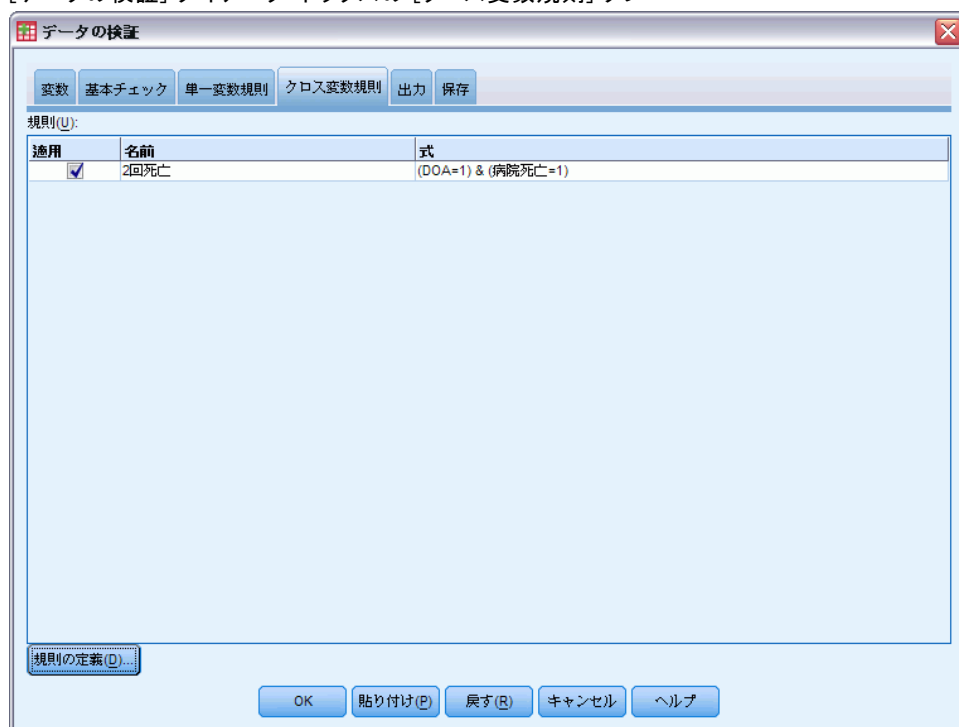 データの検証
変数 基本チェック 単一変数規則 クロス変数規則 出力 保存
規則(U):
適用 名前 式
2回死亡 (DOA=1) & (病院死亡=1)
規則の定義(D)...
OK 貼り付け(P) 戻す(R) キャンセル ヘルプ